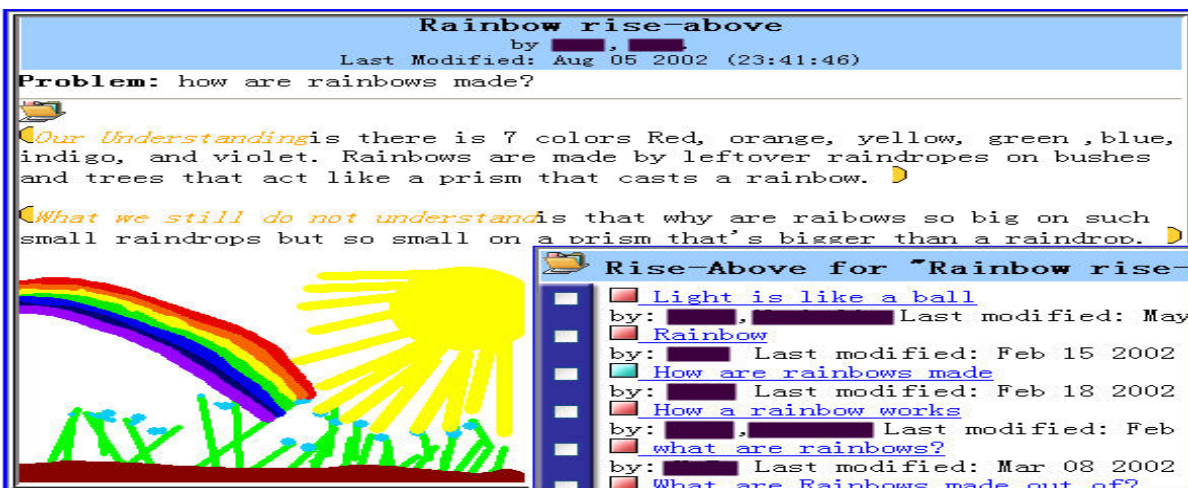 Rainbow rise-above
by , .
Last Modified: Aug 05 2002 (23:41:46)
Problem: how are rainbows made?
Our Understanding is there is 7 colors Red, orange, yellow, green ,blue,
indigo, and violet. Rainbows are made by leftover raindropes on bushes
and trees that act like a prism that casts a rainbow.
What we still do not understand is that why are raibows so big on such
small raindrops but so small on a prism that's bigger than a raindrop.
Rise-Above for "Rainbow rise-
Light is like a ball
by: , Last modified: May
Rainbow
by: Last modified: Feb 15 2002
How are rainbows made
by: Last modified: Feb 18 2002
How a rainbow works
by: , Last modified: Feb
what are rainbows?
by: Last modified: Mar 08 2002
What are Rainbows made out of?